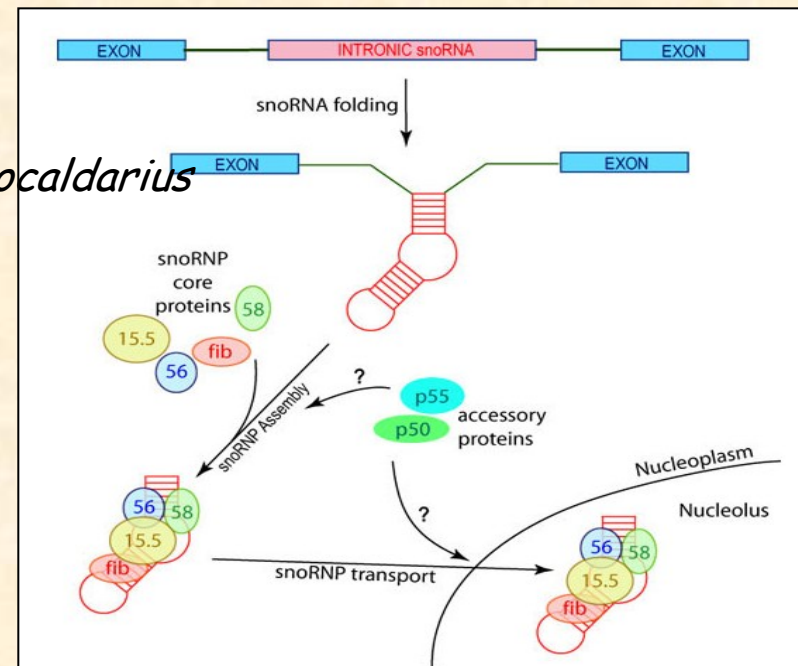 EXON INTRONIC snoRNA EXON
snoRNA folding
ocaldarius
EXON EXON
snoRNP
core
proteins
58
15.5
fib
56
?
p55
p50
accessory
proteins
snoRNP Assembly
Nucleoplasm
Nucleolus
?
56
58
15.5
fib
snoRNP transport
56
58
15.5
fib